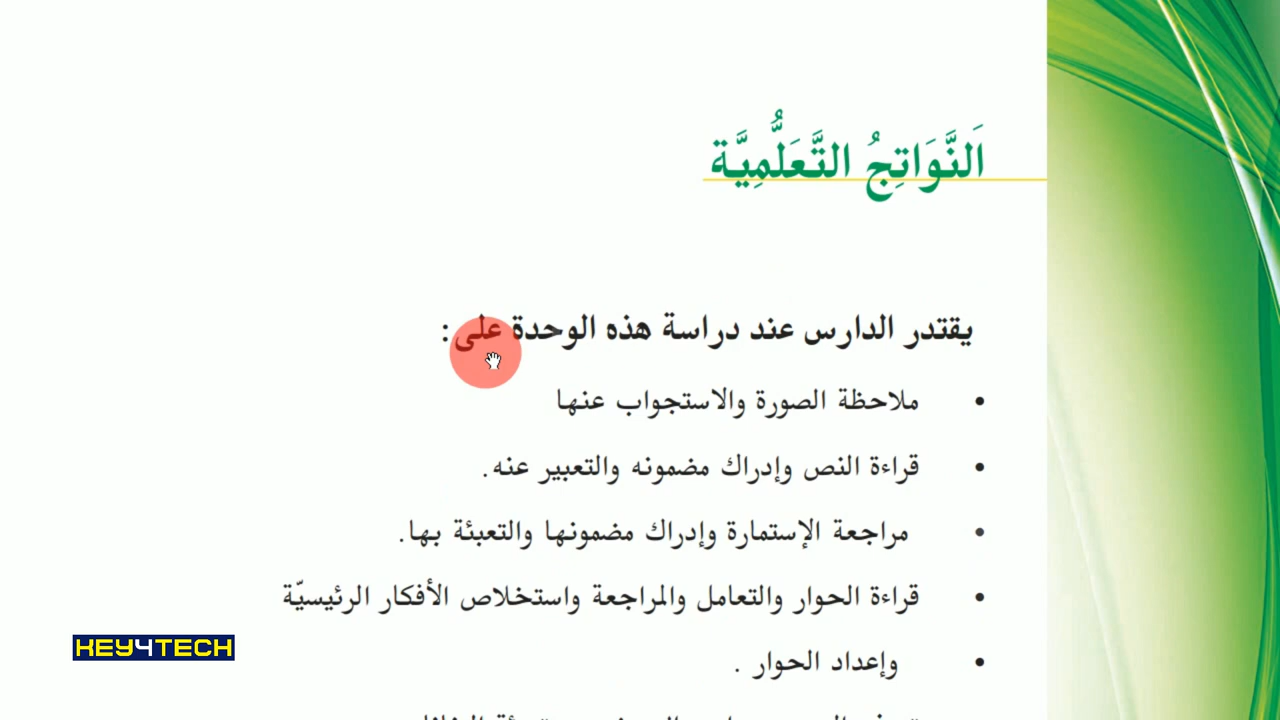 اَلنَّوَاتِجُ التَّعَلُّمِيَّة
يقتدر الدارس عند دراسة هذه الوحدة على :
• ملاحظة الصورة والاستجواب عنها
• قراءة النص وإدراك مضمونه والتعبير عنه.
• مراجعة الإستمارة وإدراك مضمونها والتعبئة بها.
• قراءة الحوار والتعامل والمراجعة واستخلاص الأفكار الرئيسيّة
• وإعداد الحوار .
KEY4TECH